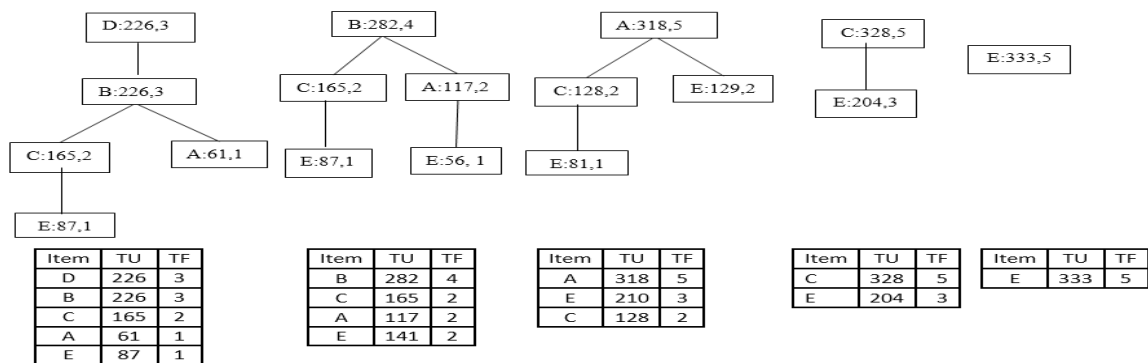 D:226,3
B:226,3
C:165,2
A:61,1
E:87,1
B:282,4
C:165,2
A:117,2
E:87,1
E:56, 1
A:318,5
C:128,2
E:129,2
E:81,1
C:328,5
E:204,3
E:333,5
Item TU TF
D 226 3
B 226 3
C 165 2
A 61 1
E 87 1
Item TU TF
B 282 4
C 165 2
A 117 2
E 141 2
Item TU TF
A 318 5
E 210 3
C 128 2
Item TU TF
C 328 5
E 204 3
Item TU TF
E 333 5